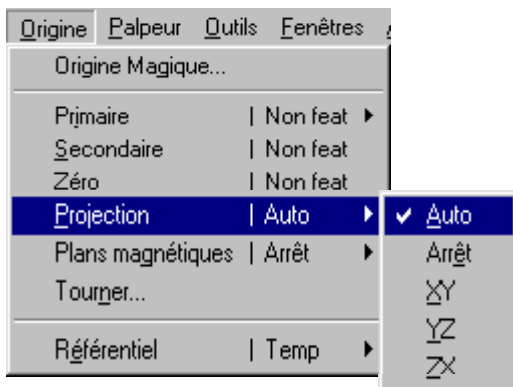 Origine Palpeur Outils Fenêtres
Origine Magique...
Primaire | Non feat
Secondaire | Non feat
Zéro | Non feat
Projection | Auto
Plans magnétiques | Arrêt
Tourner...
Référentiel | Temp
Auto
Arrêt
XY
YZ
ZX